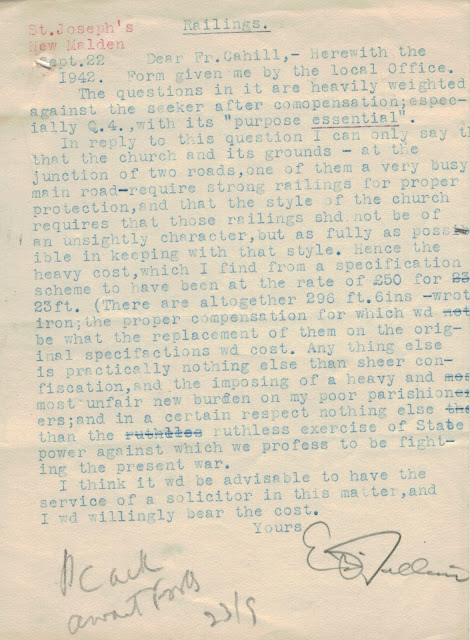 Railings.
St.Joseph's
New Malden
Sept.22 Dear Fr.Cahill,- Herewith the
1942. Form given me by the local Office.
The questions in it are heavily weighted
against the seeker after comopensation;espec-
ially Q.4.,with its "purpose essential".
In reply to this question I can only say th
that the church and its grounds - at the
junction of two roads,one of them a very busy
main road-require strong railings for proper
protection,and that the style of the church
requires that those railings shd not be of
an unsightly character,but as fully as poss
ible in keeping with that style. Hence the
heavy cost,which I find from a specification
scheme to have been at the rate of £50 for 23
23ft. (There are altogether 296 ft.6ins -wrot
iron;the proper compensation for which wd not
be what the replacement of them on the orig-
inal specifactions wd cost. Any thing else
is practically nothing else than sheer con-
fiscation,and the imposing of a heavy and mos
most unfair new burden on my poor parishioner
ers;and in a certain respect nothing else the
than the ruthlles ruthless exercise of State
power against which we profess to be fight-
ing the present war.
I think it wd be advisable to have the
service of a solicitor in this matter,and
I wd willingly bear the cost.
Yours
ack
await
23/9